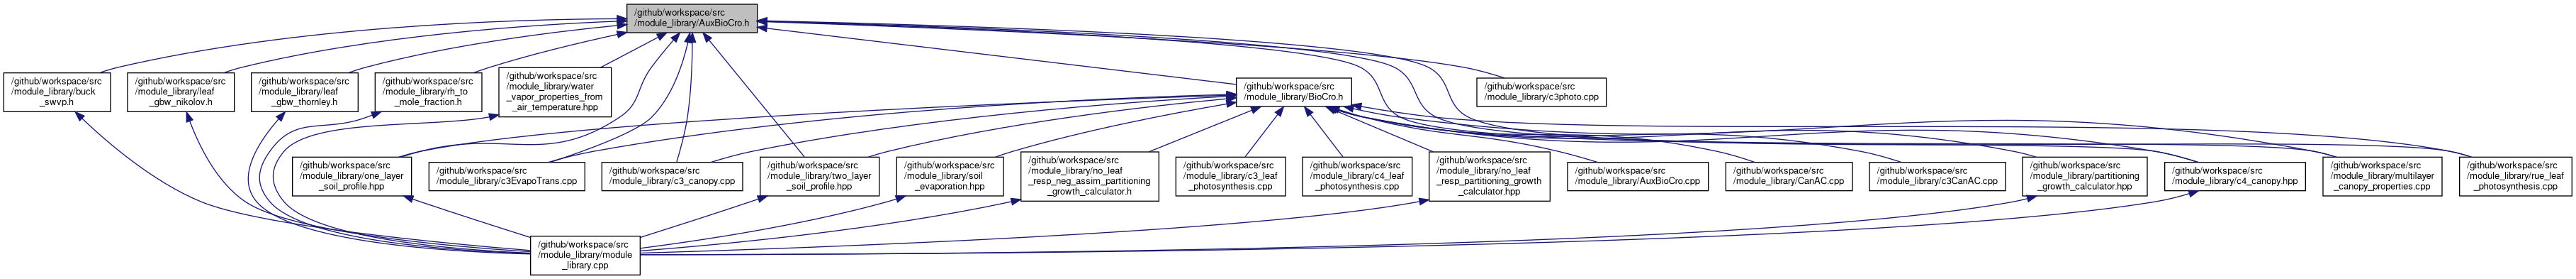 /github/workspace/src
/module_library/AuxBioCro.h
/github/workspace/src
/module_library/buck
_swvp.h
/github/workspace/src
/module_library/leaf
_gbw_nikolov.h
/github/workspace/src
/module_library/leaf
_gbw_thornley.h
/github/workspace/src
/module_library/rh_to
_mole_fraction.h
/github/workspace/src
/module_library/water
_vapor_properties_from
_air_temperature.hpp
/github/workspace/src
/module_library/BioCro.h
/github/workspace/src
/module_library/c3photo.cpp
/github/workspace/src
/module_library/one_layer
_soil_profile.hpp
/github/workspace/src
/module_library/c3EvapoTrans.cpp
/github/workspace/src
/module_library/c3_canopy.cpp
/github/workspace/src
/module_library/two_layer
_soil_profile.hpp
/github/workspace/src
/module_library/soil
_evaporation.hpp
/github/workspace/src
/module_library/no_leaf
_resp_neg_assim_partitioning
_growth_calculator.h
/github/workspace/src
/module_library/c3_leaf
_photosynthesis.cpp
/github/workspace/src
/module_library/c4_leaf
_photosynthesis.cpp
/github/workspace/src
/module_library/no_leaf
_resp_partitioning_growth
_calculator.hpp
/github/workspace/src
/module_library/AuxBioCro.cpp
/github/workspace/src
/module_library/CanAC.cpp
/github/workspace/src
/module_library/c3CanAC.cpp
/github/workspace/src
/module_library/partitioning
_growth_calculator.hpp
/github/workspace/src
/module_library/c4_canopy.hpp
/github/workspace/src
/module_library/multilayer
_canopy_properties.cpp
/github/workspace/src
/module_library/rue_leaf
_photosynthesis.cpp
/github/workspace/src
/module_library/module
_library.cpp